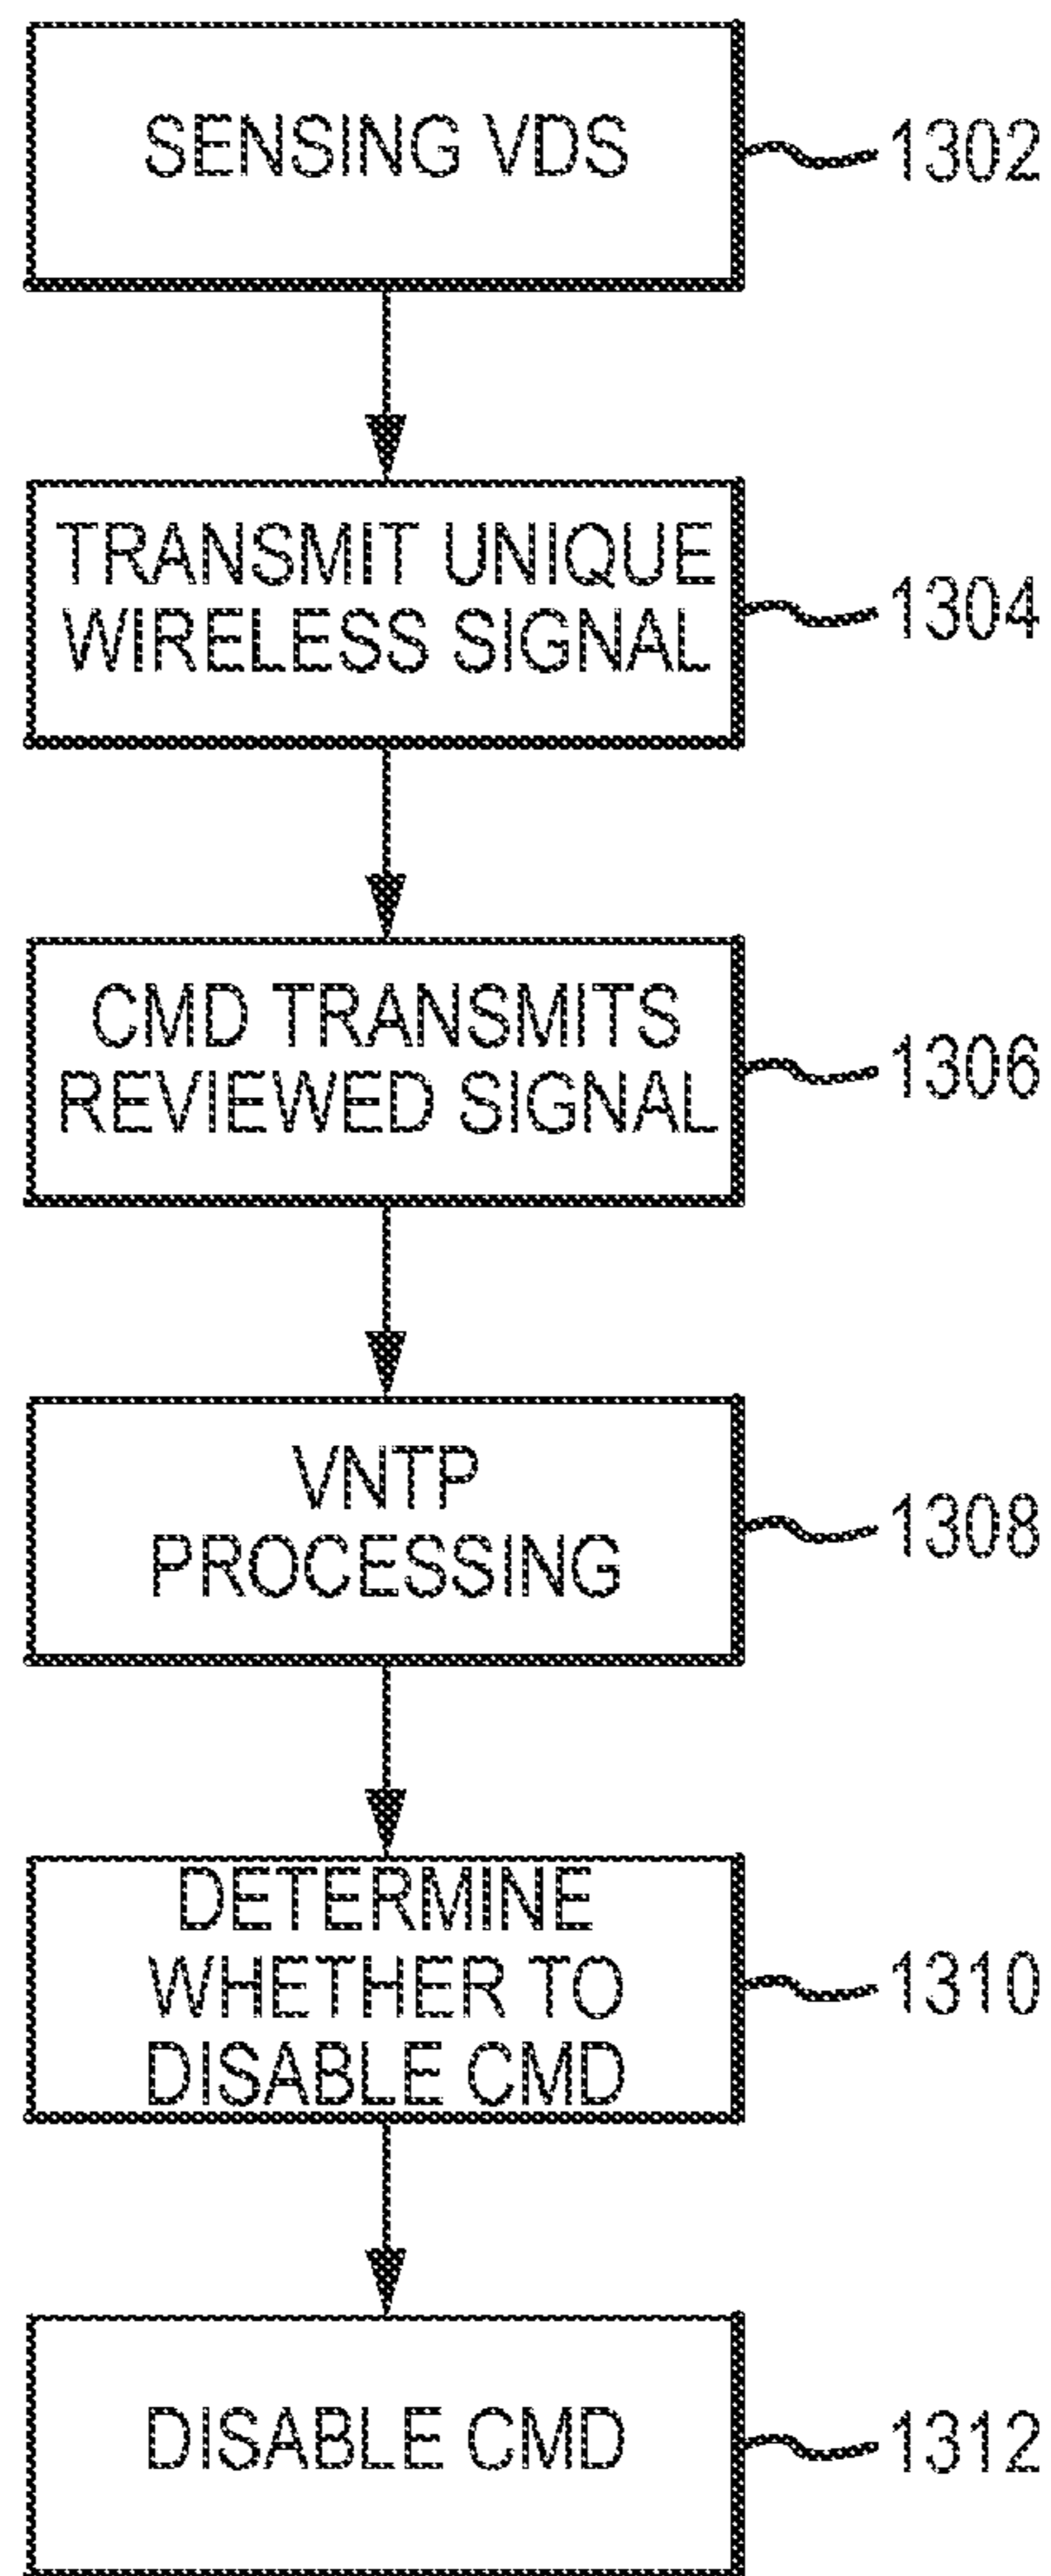 SENSING VDS
1302
TRANSMIT UNIQUE
WIRELESS SIGNAL
1304
CMD TRANSMITS
REVIEWED SIGNAL
1306
VNTP
PROCESSING
1308
DETERMINE
WHETHER TO
DISABLE CMD
1310
DISABLE CMD
1312